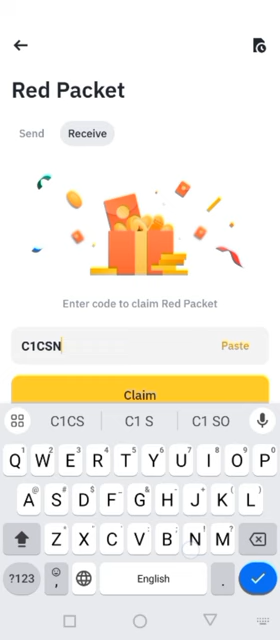 Red Packet
Send Receive
Enter code to claim Red Packet
C1CSN Paste
Claim
C1CS C1 S C1 SO
Q W E R T Y U I O P
A S D F G H J K L
Z X C V B N M
?123 , English .